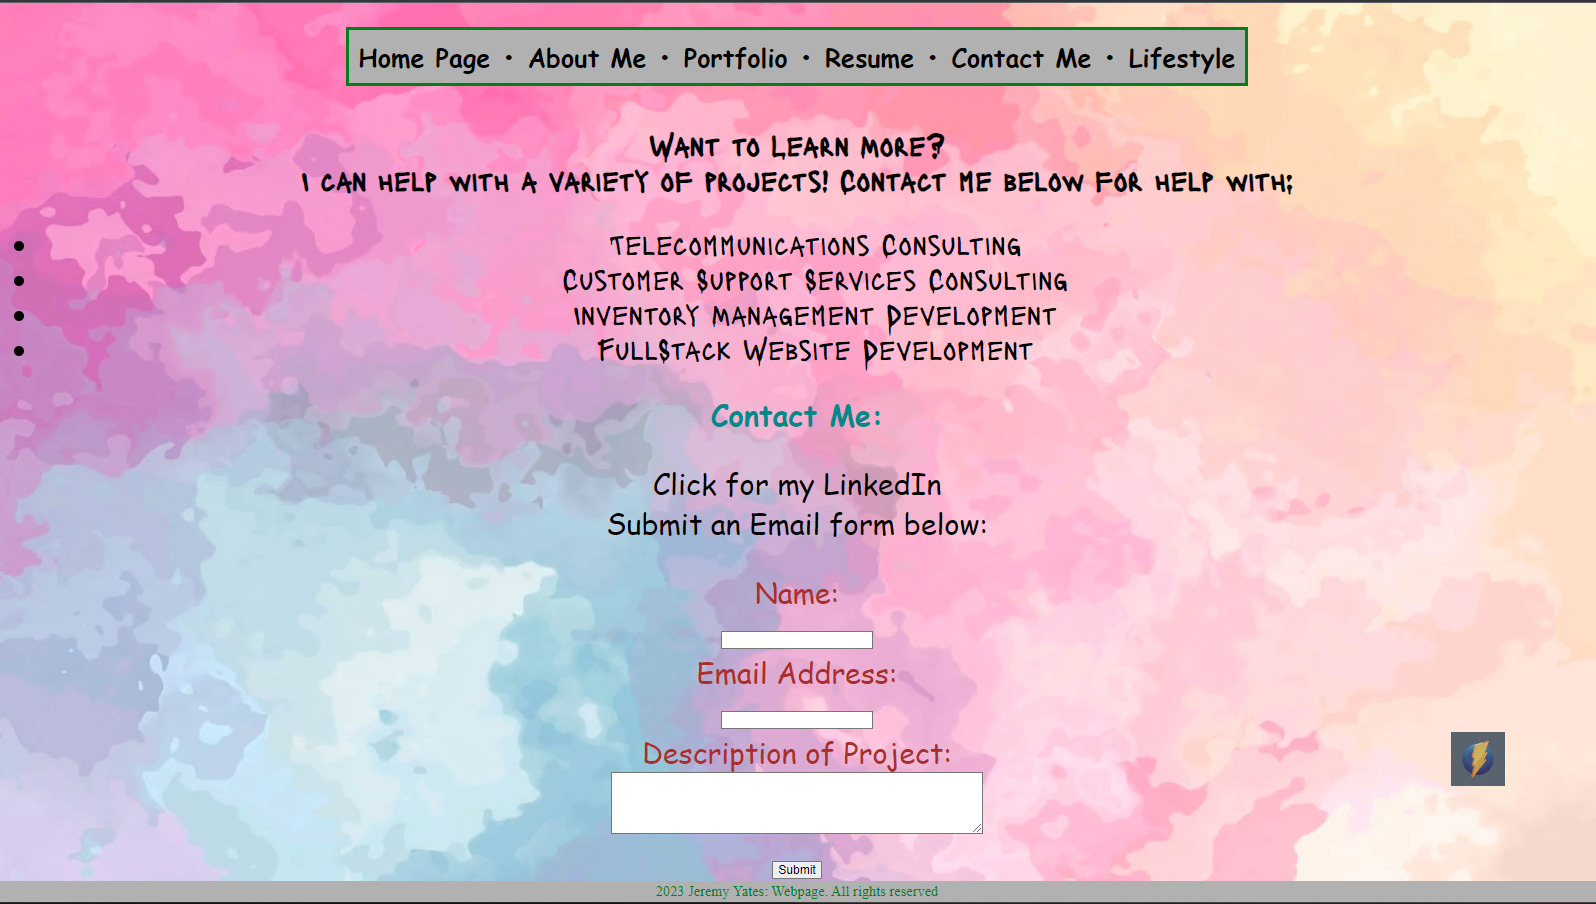 Home Page • About Me • Portfolio • Resume • Contact Me • Lifestyle
Want to Learn more?
I can help with a variety of projects! Contact me below for help with:
• Telecommunications Consulting
• Customer Support Services Consulting
• Inventory Management Development
• FullStack Website Development
Contact Me:
Click for my LinkedIn
Submit an Email form below:
Name:
Email Address:
Description of Project:
Submit
2023 Jeremy Yates: Webpage. All rights reserved